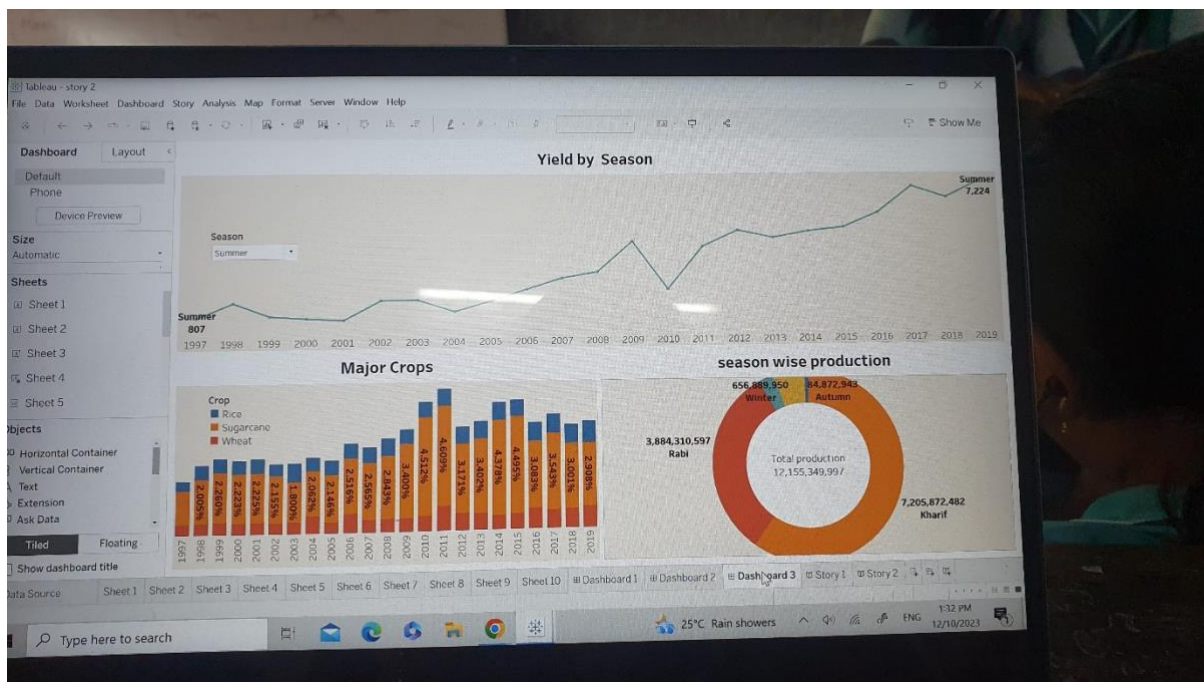 Tableau - story 2
File Data Worksheet Dashboard Story Analysis Map Format Server Window Help
Show Me
Dashboard Layout
Default
Phone
Device Preview
Size
Automatic
Sheets
Sheet 1
Sheet 2
Sheet 3
Sheet 4
Sheet 5
Objects
Horizontal Container
Vertical Container
Text
Extension
Ask Data
Tiled Floating
Show dashboard title
Yield by Season
Season
Summer
Summer
807
Summer
7,224
1997 1998 1999 2000 2001 2002 2003 2004 2005 2006 2007 2008 2009 2010 2011 2012 2013 2014 2015 2016 2017 2018 2019
Major Crops
Crop
Rice
Sugarcane
Wheat
2.005% 2.260% 2.223% 2.225% 2.155% 1.800% 2.062% 2.146% 2.516% 2.565% 2.843% 3.400% 4.512% 4.609% 3.171% 3.402% 4.378% 4.495% 3.083% 3.543% 3.001% 2.908%
1997 1998 1999 2000 2001 2002 2003 2004 2005 2006 2007 2008 2009 2010 2011 2012 2013 2014 2015 2016 2017 2018 2019
season wise production
656,889,950
Winter
84,872,943
Autumn
3,884,310,597
Rabi
Total production
12,155,349,997
7,205,872,482
Kharif
Data Source Sheet 1 Sheet 2 Sheet 3 Sheet 4 Sheet 5 Sheet 6 Sheet 7 Sheet 8 Sheet 9 Sheet 10 Dashboard 1 Dashboard 2 Dashboard 3 Story 1 Story 2
Type here to search
25°C Rain showers
ENG
1:32 PM
12/10/2023